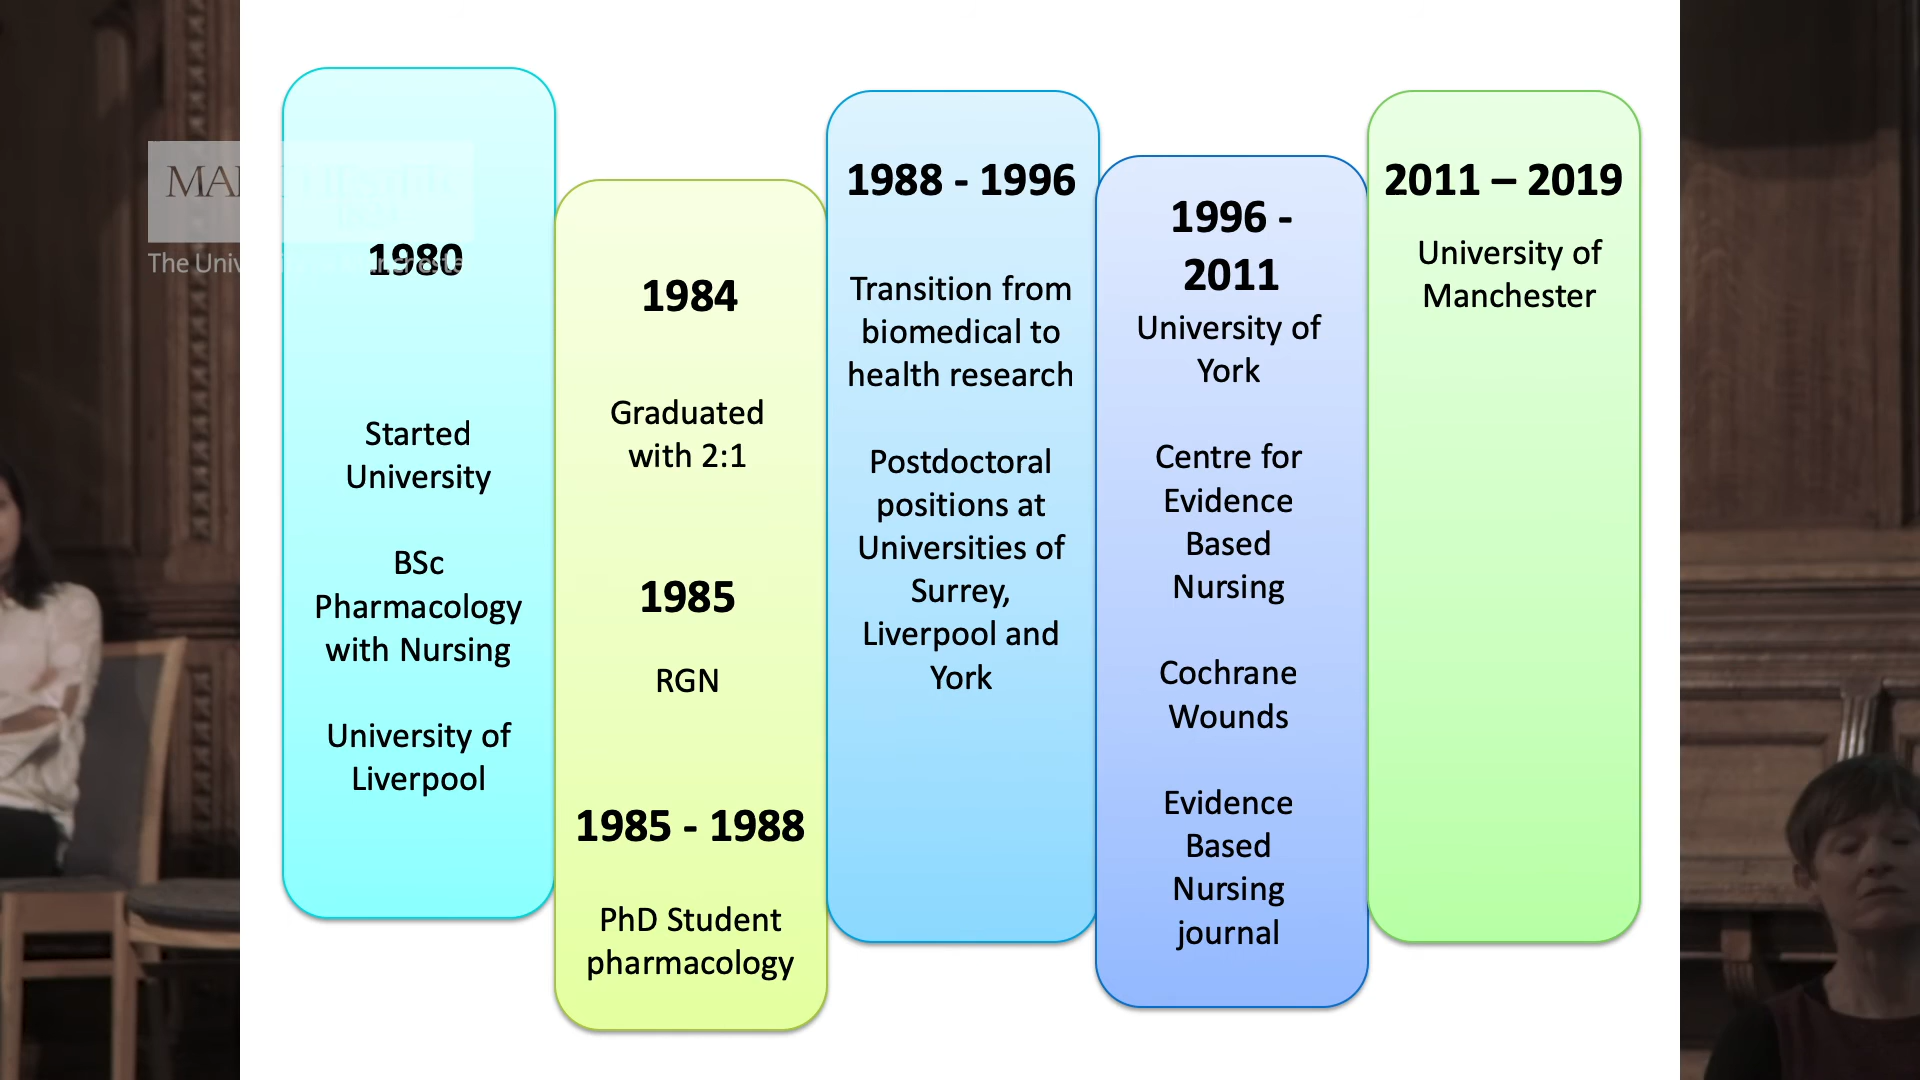 1980
Started
University
BSc
Pharmacology
with Nursing
University of
Liverpool
1984
Graduated
with 2:1
1985
RGN
1985 - 1988
PhD Student
pharmacology
1988 - 1996
Transition from
biomedical to
health research
Postdoctoral
positions at
Universities of
Surrey,
Liverpool and
York
1996 -
2011
University of
York
Centre for
Evidence
Based
Nursing
Cochrane
Wounds
Evidence
Based
Nursing
journal
2011 – 2019
University of
Manchester
The